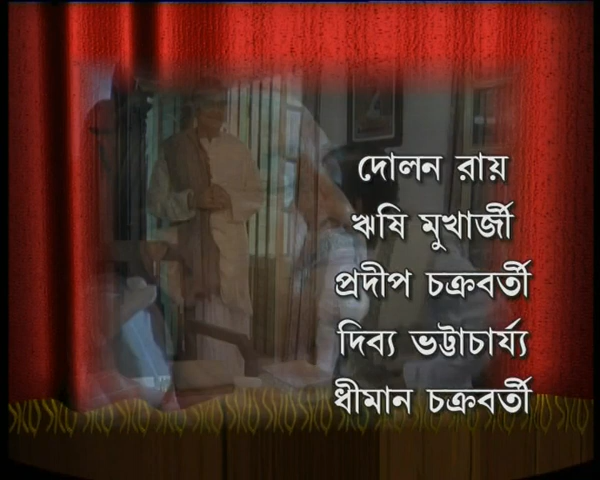 দোলন রায়
ঋষি মুখার্জী
প্রদীপ চক্রবর্তী
দিব্য ভট্টাচার্য্য
ধীমান চক্রবর্তী